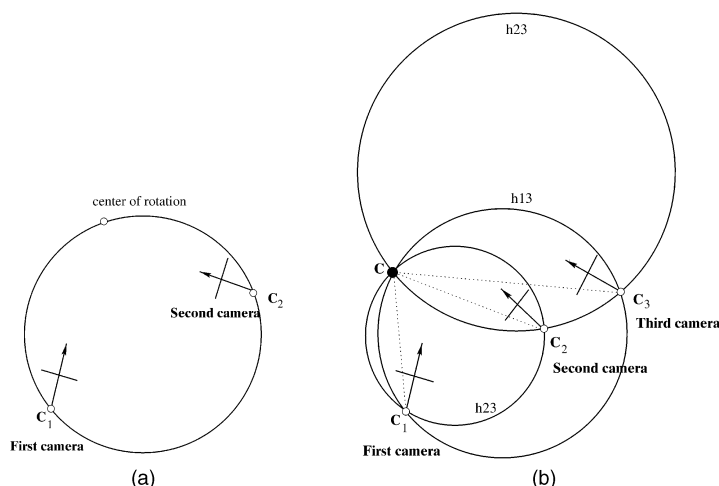 center of rotation
Second camera
C2
C1
First camera
(a)
h23
h13
C
C3
Third camera
C2
Second camera
h23
C1
First camera
(b)